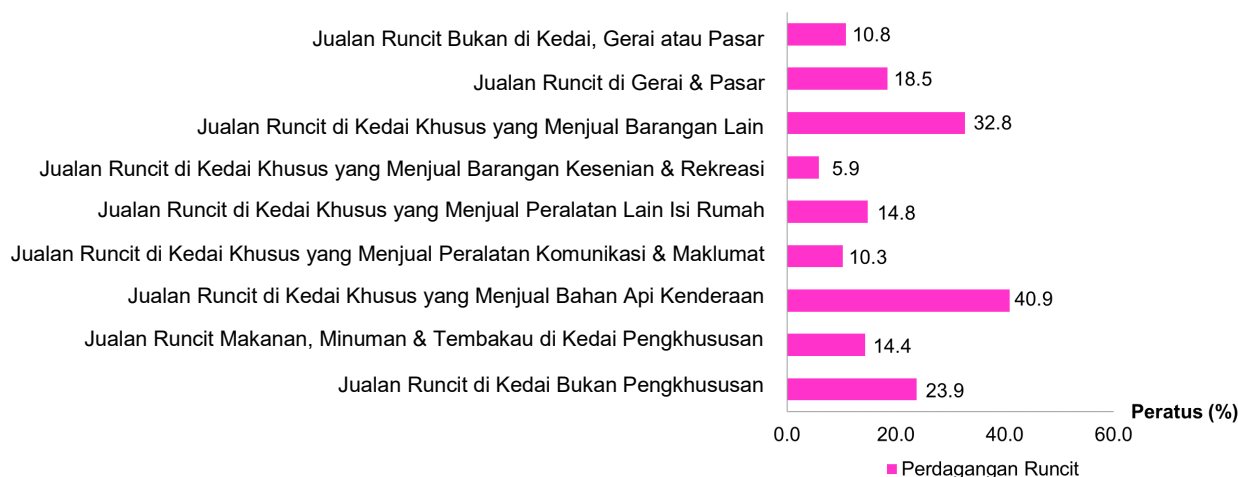 Jualan Runcit Bukan di Kedai, Gerai atau Pasar 10.8
Jualan Runcit di Gerai & Pasar 18.5
Jualan Runcit di Kedai Khusus yang Menjual Barangan Lain 32.8
Jualan Runcit di Kedai Khusus yang Menjual Barangan Kesenian & Rekreasi 5.9
Jualan Runcit di Kedai Khusus yang Menjual Peralatan Lain Isi Rumah 14.8
Jualan Runcit di Kedai Khusus yang Menjual Peralatan Komunikasi & Maklumat 10.3
Jualan Runcit di Kedai Khusus yang Menjual Bahan Api Kenderaan 40.9
Jualan Runcit Makanan, Minuman & Tembakau di Kedai Pengkhususan 14.4
Jualan Runcit di Kedai Bukan Pengkhususan 23.9
Peratus (%)
0.0 20.0 40.0 60.0
Perdagangan Runcit